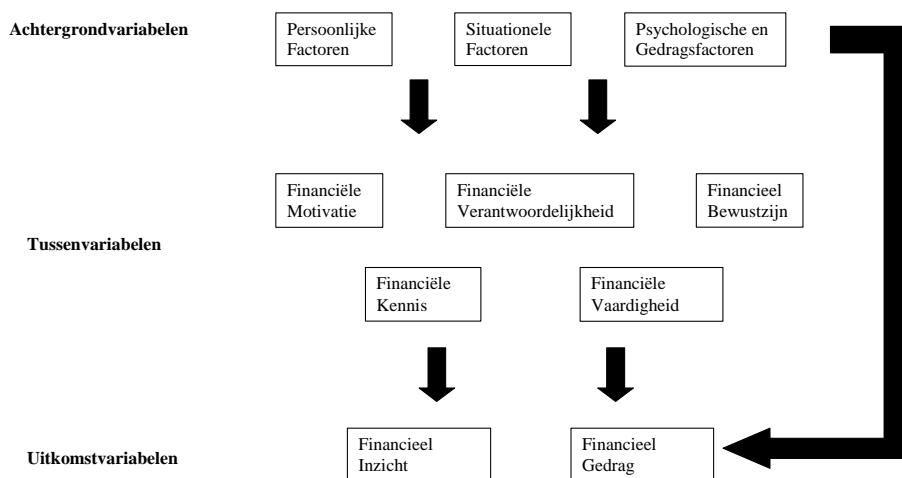 Achtergrondvariabelen
Persoonlijke
Factoren
Situationele
Factoren
Psychologische en
Gedragsfactoren
Financiële
Motivatie
Financiële
Verantwoordelijkheid
Financieel
Bewustzijn
Tussenvariabelen
Financiële
Kennis
Financiële
Vaardigheid
Uitkomstvariabelen
Financieel
Inzicht
Financieel
Gedrag